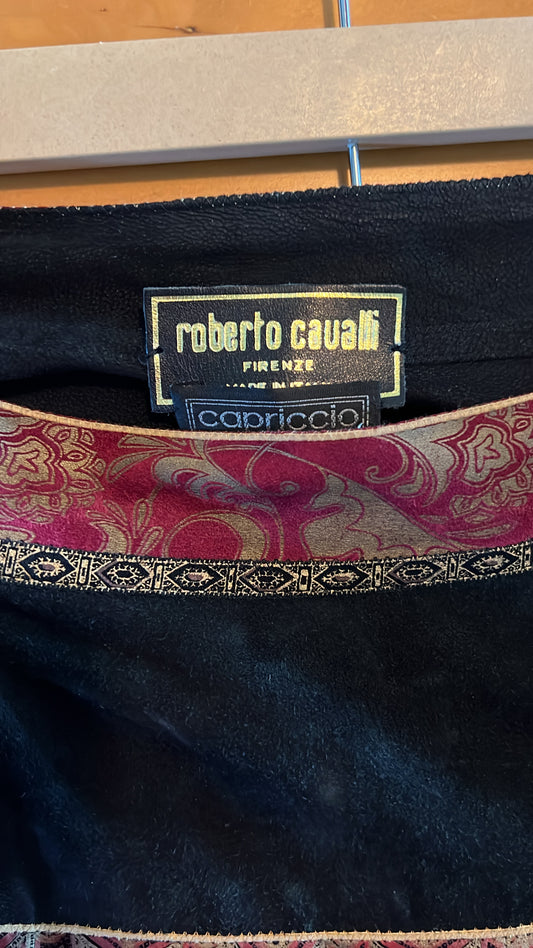 roberto cavalli
FIRENZE
MADE IN ITALY
capriccio